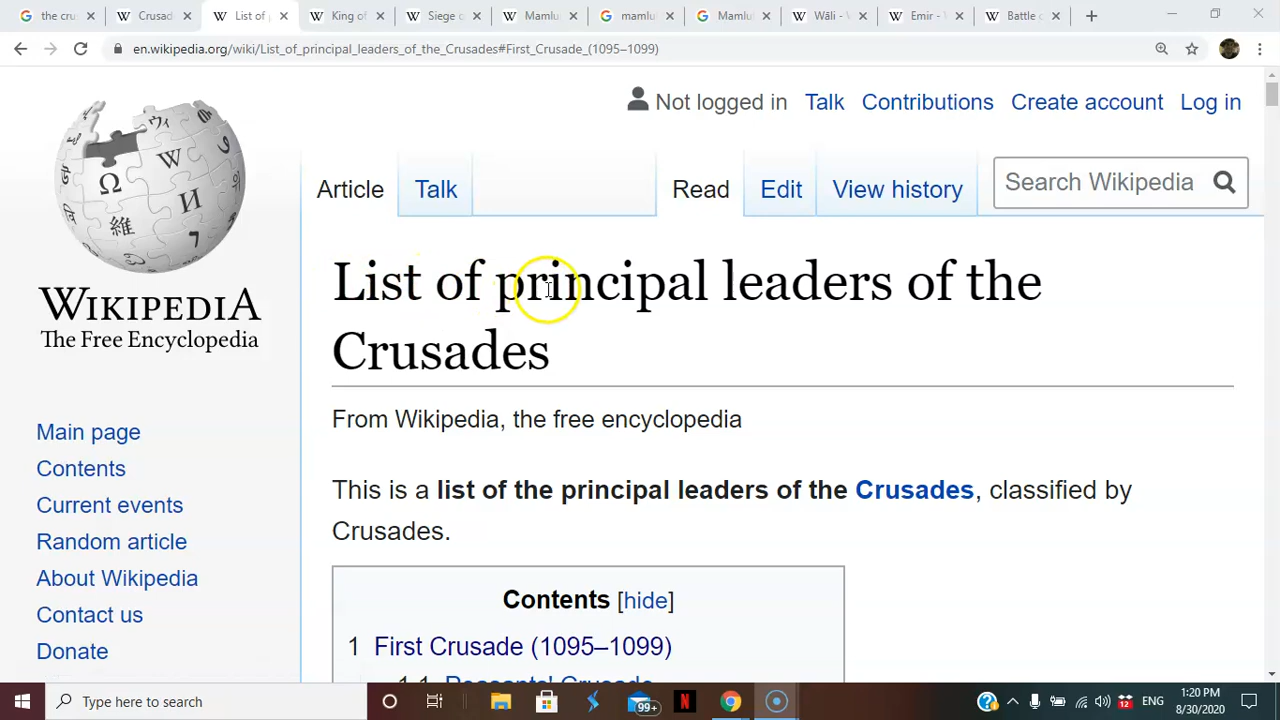 the cru
Crusad
List of p
King of
Siege o
Mamlu
mamlu
Mamlu
Wāli - W
Emir - W
Battle o
en.wikipedia.org/wiki/List_of_principal_leaders_of_the_Crusades#First_Crusade_(1095–1099)
Not logged in Talk Contributions Create account Log in
Article Talk Read Edit View history Search Wikipedia
WIKIPEDIA
The Free Encyclopedia
List of principal leaders of the
Crusades
From Wikipedia, the free encyclopedia
Main page
Contents
Current events
Random article
About Wikipedia
Contact us
Donate
This is a list of the principal leaders of the Crusades, classified by
Crusades.
Contents [hide]
1 First Crusade (1095–1099)
1.1 Peasants' Crusade
Type here to search
99+
N
12
ENG
1:20 PM
8/30/2020